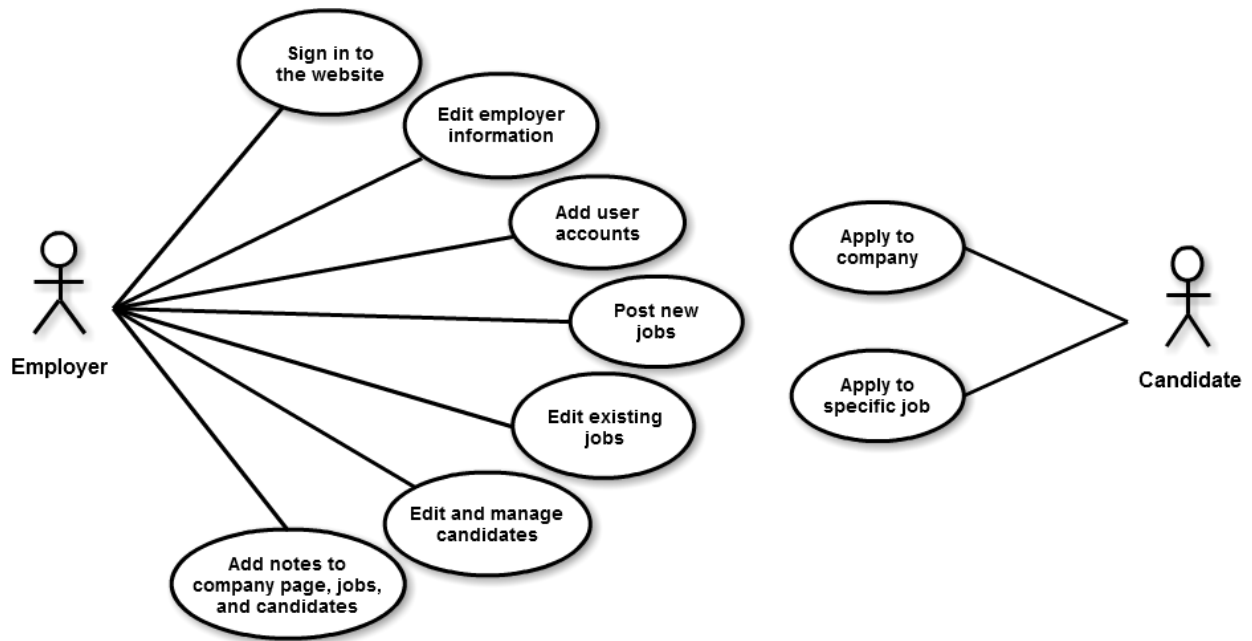 Sign in to
the website
Edit employer
information
Add user
accounts
Post new
jobs
Edit existing
jobs
Edit and manage
candidates
Add notes to
company page, jobs,
and candidates
Employer
Apply to
company
Apply to
specific job
Candidate